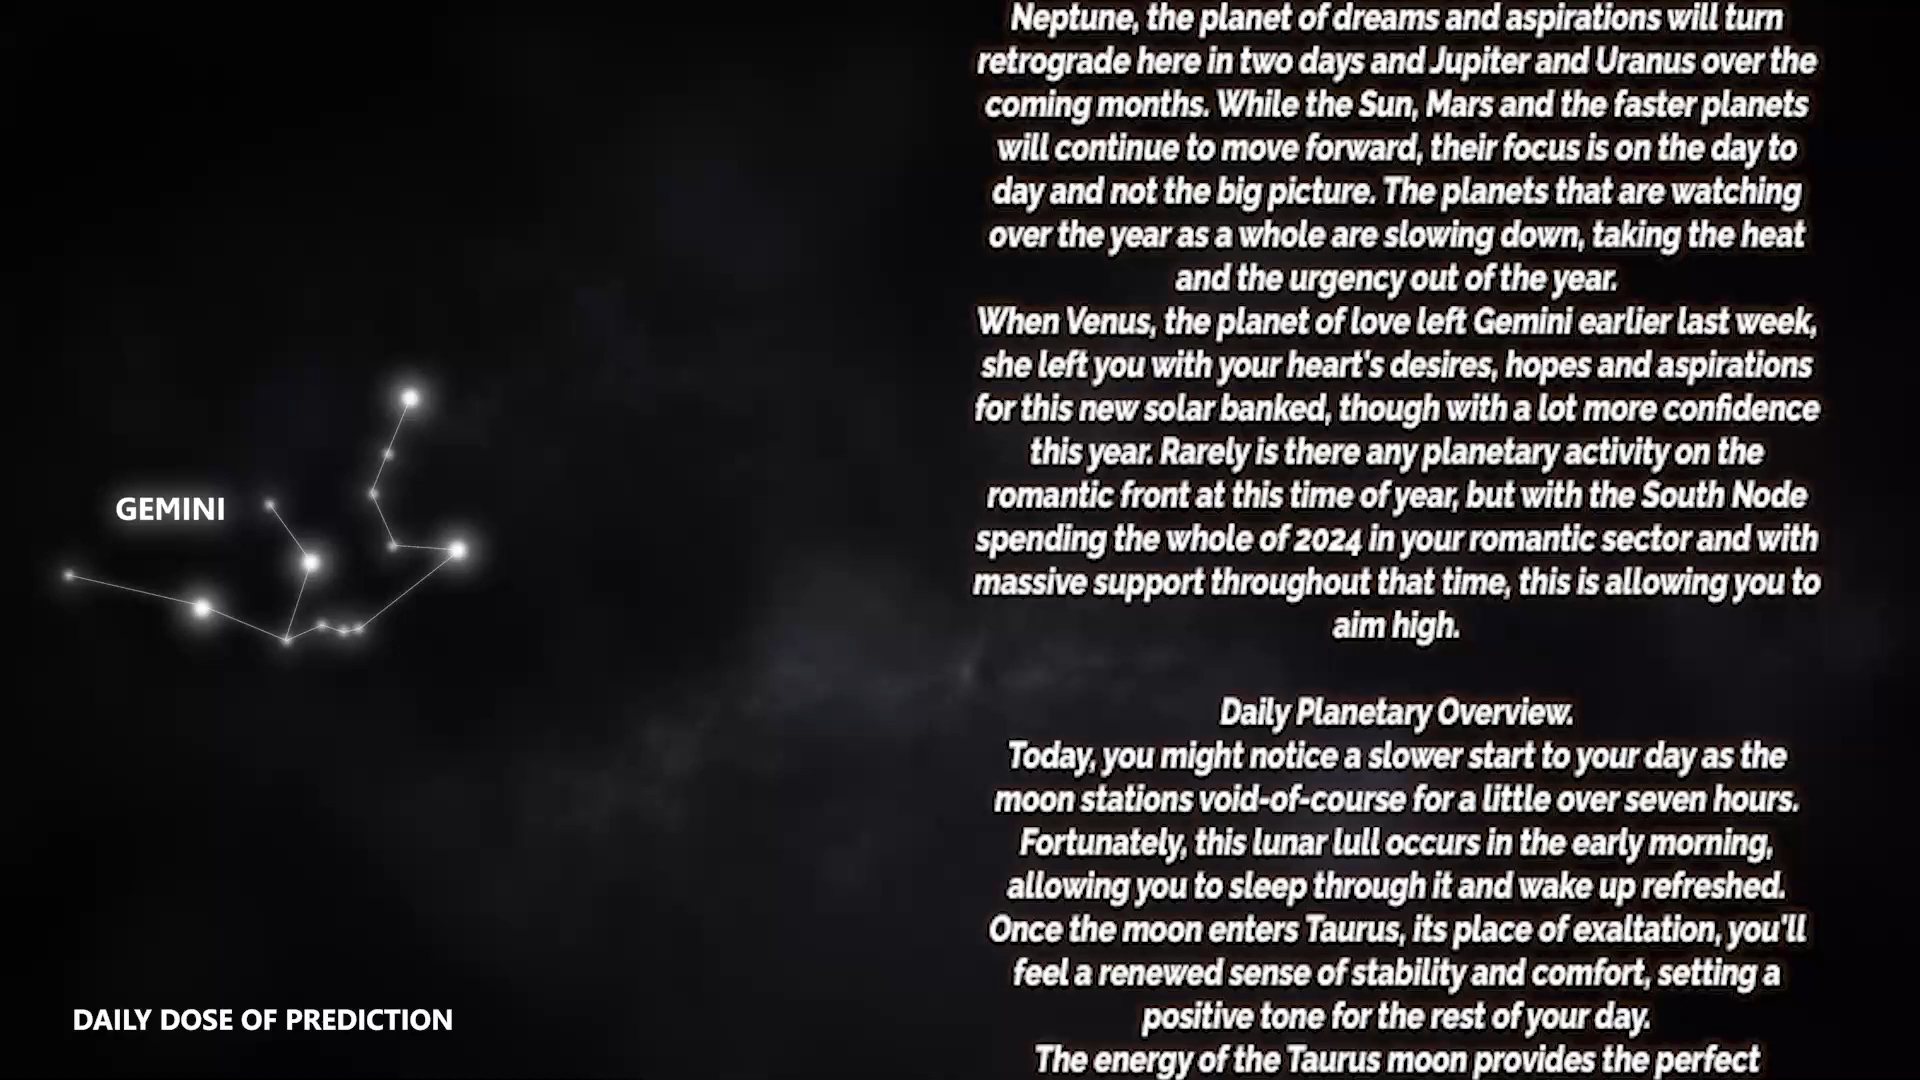 Neptune, the planet of dreams and aspirations will turn
retrograde here in two days and Jupiter and Uranus over the
coming months. While the Sun, Mars and the faster planets
will continue to move forward, their focus is on the day to
day and not the big picture. The planets that are watching
over the year as a whole are slowing down, taking the heat
and the urgency out of the year.
When Venus, the planet of love left Gemini earlier last week,
she left you with your heart's desires, hopes and aspirations
for this new solar banked, though with a lot more confidence
this year. Rarely is there any planetary activity on the
romantic front at this time of year, but with the South Node
spending the whole of 2024 in your romantic sector and with
massive support throughout that time, this is allowing you to
aim high.
Daily Planetary Overview.
Today, you might notice a slower start to your day as the
moon stations void-of-course for a little over seven hours.
Fortunately, this lunar lull occurs in the early morning,
allowing you to sleep through it and wake up refreshed.
Once the moon enters Taurus, its place of exaltation, you'll
feel a renewed sense of stability and comfort, setting a
positive tone for the rest of your day.
The energy of the Taurus moon provides the perfect
GEMINI
DAILY DOSE OF PREDICTION